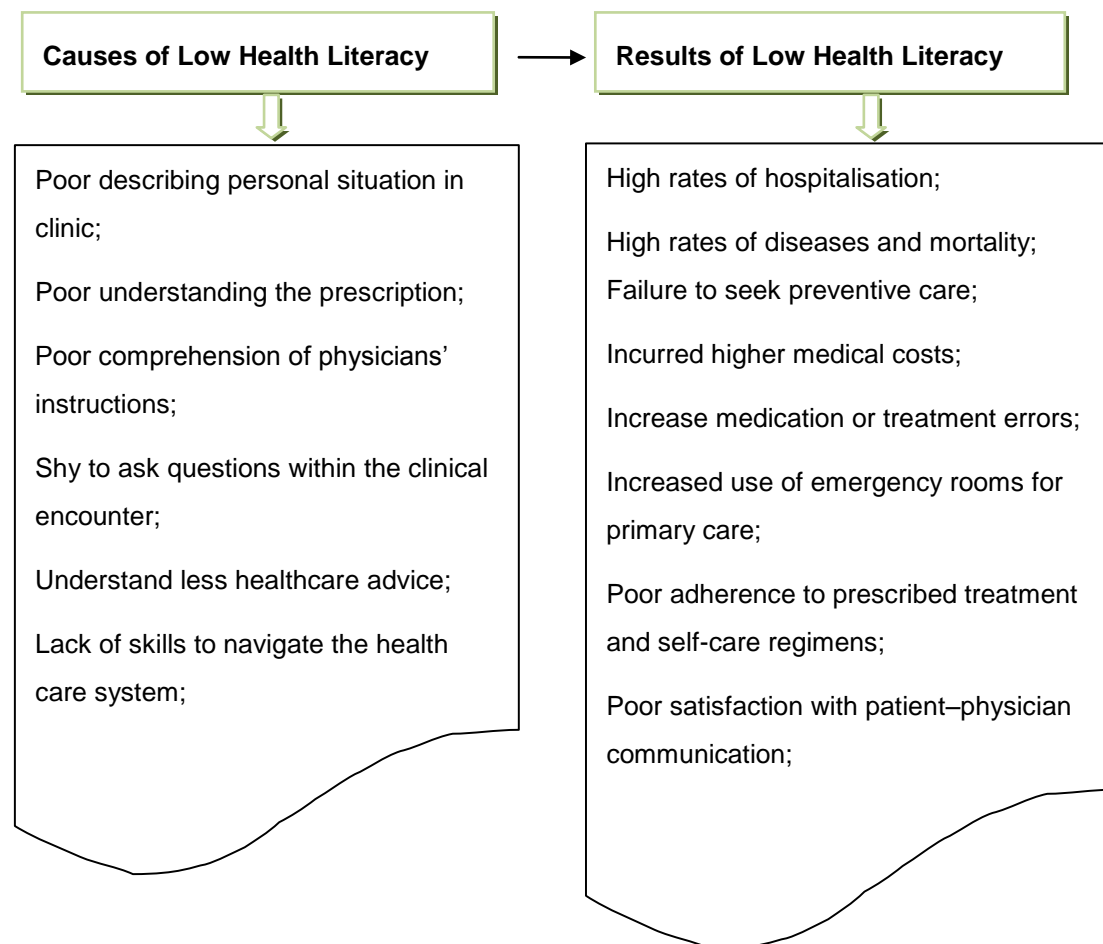 Causes of Low Health Literacy
Results of Low Health Literacy
Poor describing personal situation in
clinic;
Poor understanding the prescription;
Poor comprehension of physicians’
instructions;
Shy to ask questions within the clinical
encounter;
Understand less healthcare advice;
Lack of skills to navigate the health
care system;
High rates of hospitalisation;
High rates of diseases and mortality;
Failure to seek preventive care;
Incurred higher medical costs;
Increase medication or treatment errors;
Increased use of emergency rooms for
primary care;
Poor adherence to prescribed treatment
and self-care regimens;
Poor satisfaction with patient–physician
communication;